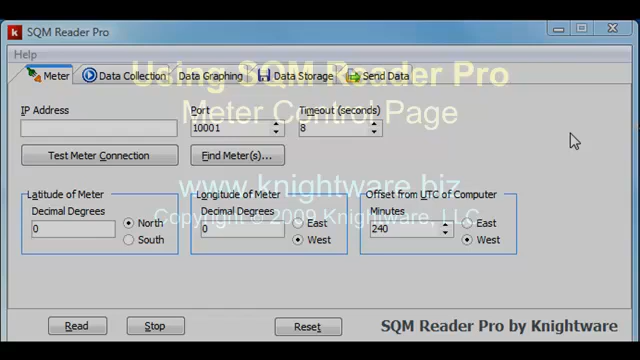 SQM Reader Pro
Help
Meter Data Collection Data Graphing Data Storage Send Data
Using SQM Reader Pro
Meter Control Page
IP Address Port Timeout (seconds)
10001 8
Test Meter Connection Find Meter(s)...
www.knightware.biz
Copyright © 2009 Knightware, LLC
Latitude of Meter Longitude of Meter Offset from UTC of Computer
Decimal Degrees Decimal Degrees Minutes
0 North 0 East 240 East
South West West
Read Stop Reset SQM Reader Pro by Knightware